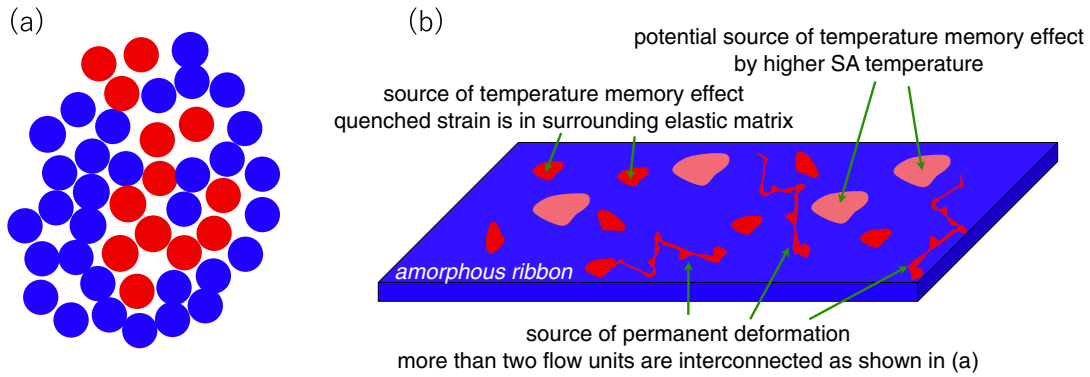 (a)
(b)
potential source of temperature memory effect
by higher SA temperature
source of temperature memory effect
quenched strain is in surrounding elastic matrix
amorphous ribbon
source of permanent deformation
more than two flow units are interconnected as shown in (a)